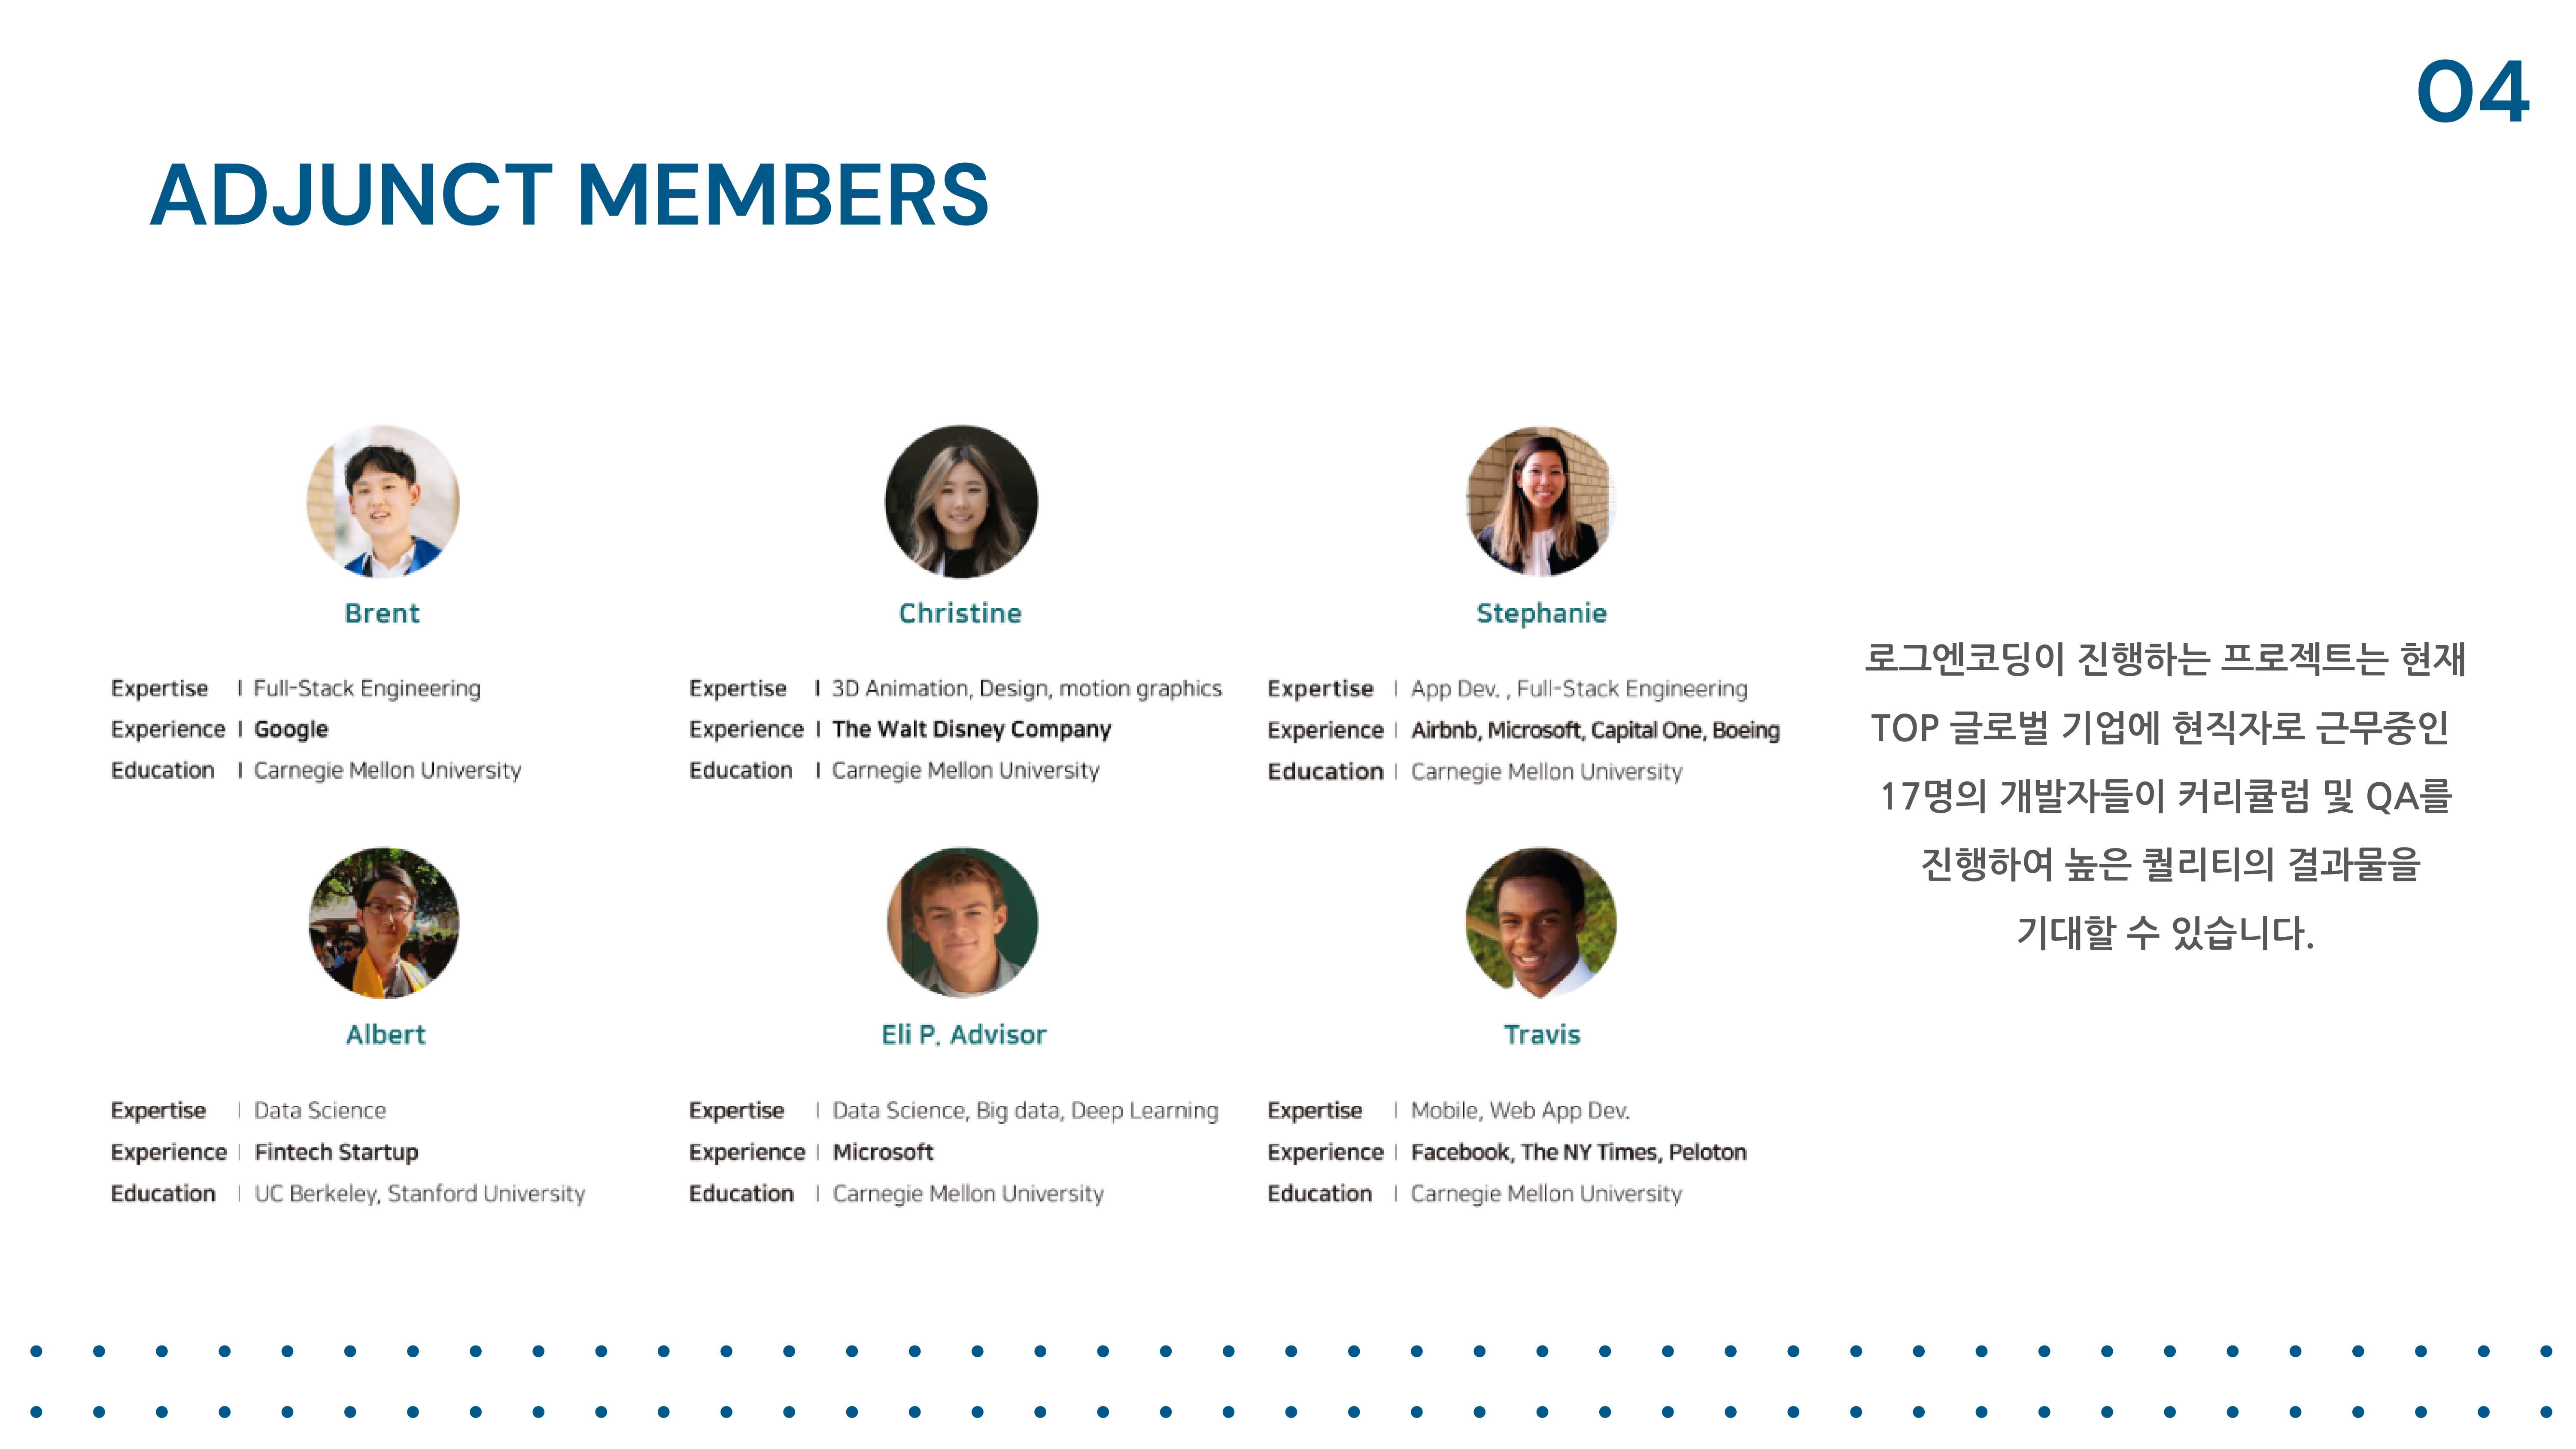 04
ADJUNCT MEMBERS
Brent
Expertise | Full-Stack Engineering
Experience | Google
Education | Carnegie Mellon University
Christine
Expertise | 3D Animation, Design, motion graphics
Experience | The Walt Disney Company
Education | Carnegie Mellon University
Stephanie
Expertise | App Dev. , Full-Stack Engineering
Experience | Airbnb, Microsoft, Capital One, Boeing
Education | Carnegie Mellon University
Albert
Expertise | Data Science
Experience | Fintech Startup
Education | UC Berkeley, Stanford University
Eli P. Advisor
Expertise | Data Science, Big data, Deep Learning
Experience | Microsoft
Education | Carnegie Mellon University
Travis
Expertise | Mobile, Web App Dev.
Experience | Facebook, The NY Times, Peloton
Education | Carnegie Mellon University
로그엔코딩이 진행하는 프로젝트는 현재
TOP 글로벌 기업에 현직자로 근무중인
17명의 개발자들이 커리큘럼 및 QA를
진행하여 높은 퀄리티의 결과물을
기대할 수 있습니다.